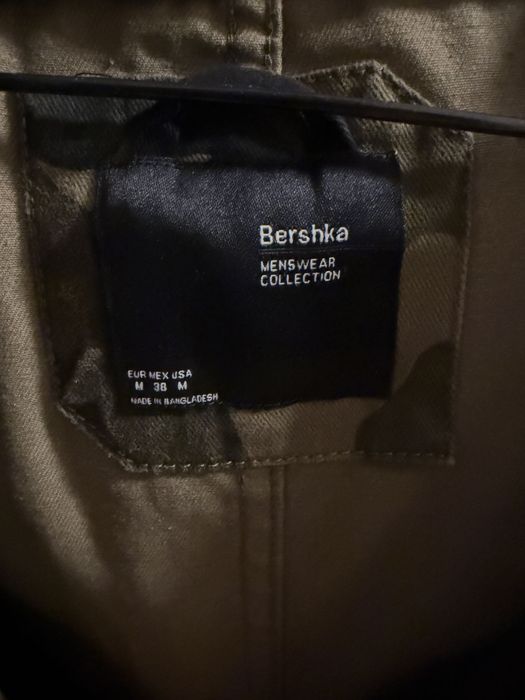 Bershka
MENSWEAR
COLLECTION
EUR MEX USA
M 38 M
MADE IN BANGLADESH